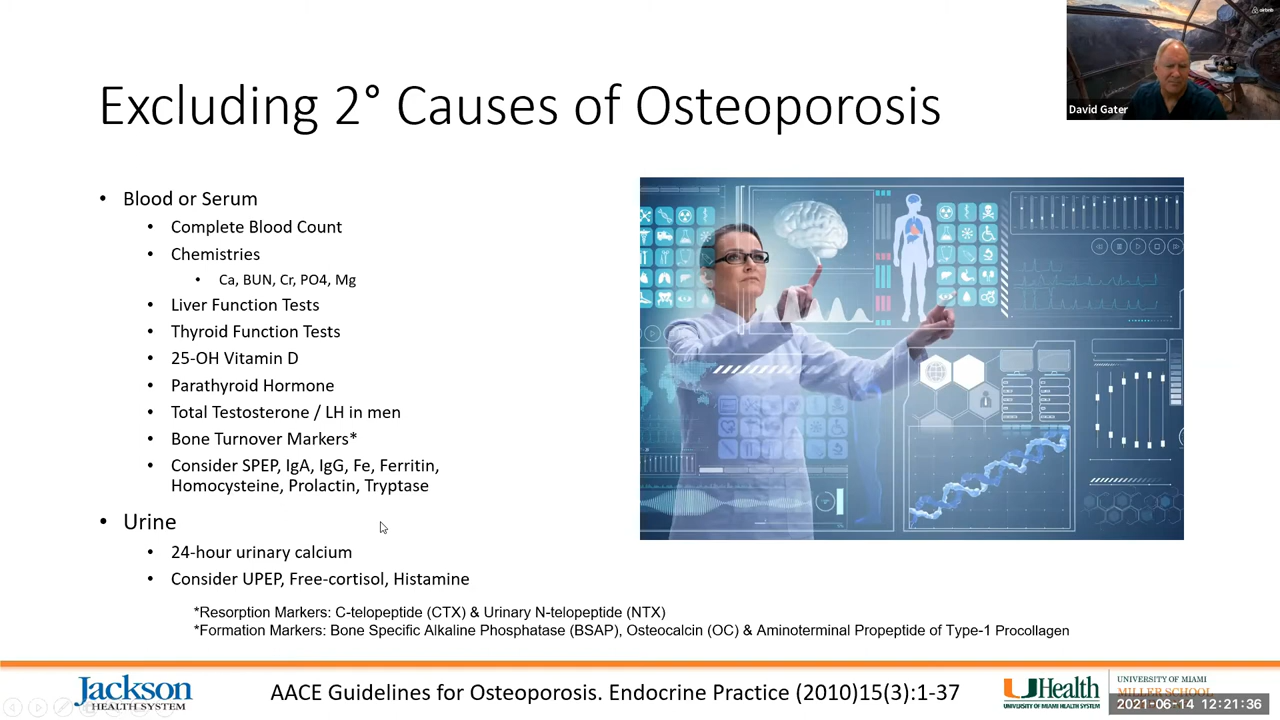 airbnb
David Gater
Excluding 2° Causes of Osteoporosis
• Blood or Serum
• Complete Blood Count
• Chemistries
• Ca, BUN, Cr, PO4, Mg
• Liver Function Tests
• Thyroid Function Tests
• 25-OH Vitamin D
• Parathyroid Hormone
• Total Testosterone / LH in men
• Bone Turnover Markers*
• Consider SPEP, IgA, IgG, Fe, Ferritin,
Homocysteine, Prolactin, Tryptase
• Urine
• 24-hour urinary calcium
• Consider UPEP, Free-cortisol, Histamine
*Resorption Markers: C-telopeptide (CTX) & Urinary N-telopeptide (NTX)
*Formation Markers: Bone Specific Alkaline Phosphatase (BSAP), Osteocalcin (OC) & Aminoterminal Propeptide of Type-1 Procollagen
Jackson
HEALTH SYSTEM
AACE Guidelines for Osteoporosis. Endocrine Practice (2010)15(3):1-37
UHealth
UNIVERSITY OF MIAMI HEALTH SYSTEM
UNIVERSITY OF MIAMI
MILLER SCHOOL
2021-06-14 12:21:36